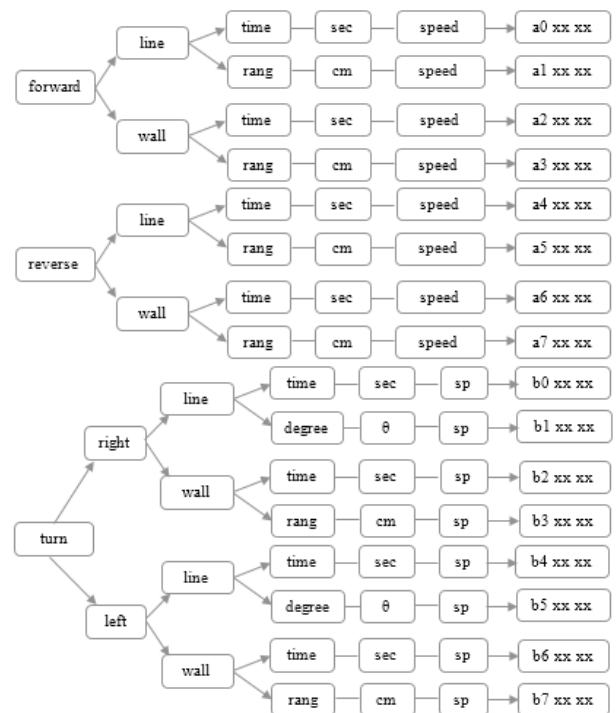 time sec speed a0 xx xx
line
rang cm speed a1 xx xx
forward
time sec speed a2 xx xx
wall
rang cm speed a3 xx xx
time sec speed a4 xx xx
line
rang cm speed a5 xx xx
reverse
time sec speed a6 xx xx
wall
rang cm speed a7 xx xx
time sec sp b0 xx xx
line
degree θ sp b1 xx xx
right
time sec sp b2 xx xx
wall
rang cm sp b3 xx xx
turn
time sec sp b4 xx xx
line
degree θ sp b5 xx xx
left
time sec sp b6 xx xx
wall
rang cm sp b7 xx xx